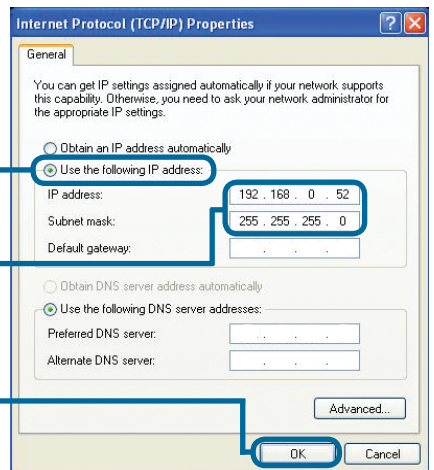 Internet Protocol (TCP/IP) Properties
General
You can get IP settings assigned automatically if your network supports
this capability. Otherwise, you need to ask your network administrator for
the appropriate IP settings.
Obtain an IP address automatically
Use the following IP address:
IP address: 192 . 168 . 0 . 52
Subnet mask: 255 . 255 . 255 . 0
Default gateway: . . .
Obtain DNS server address automatically
Use the following DNS server addresses:
Preferred DNS server: . . .
Alternate DNS server: . . .
Advanced...
OK Cancel